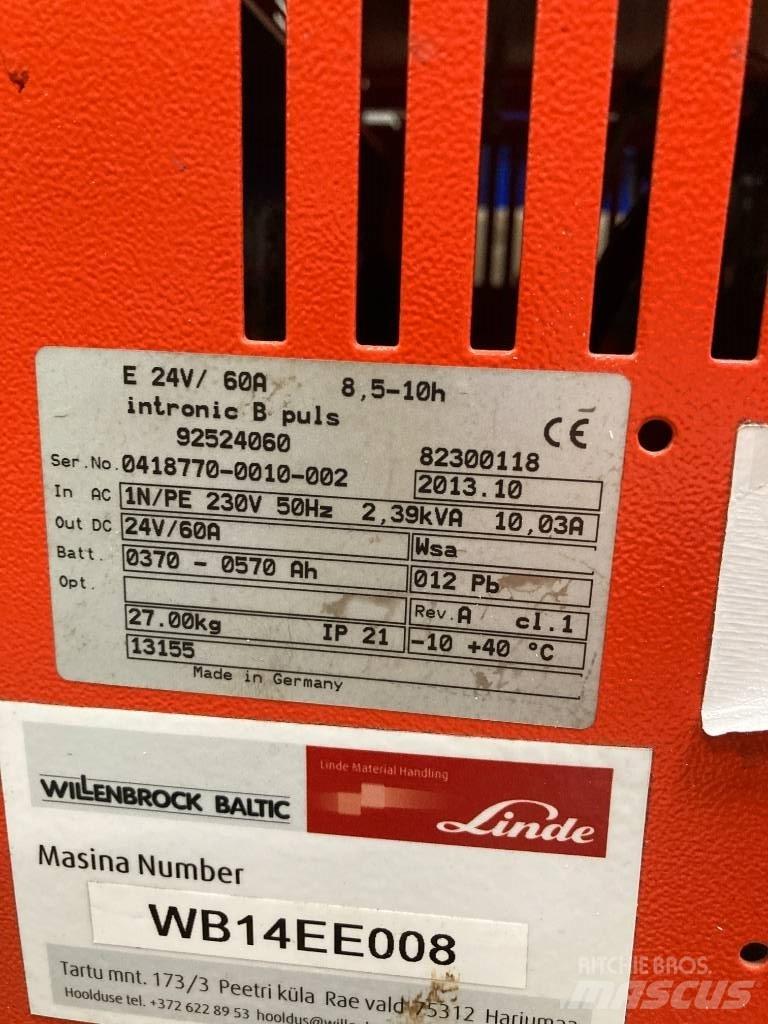 E 24V/ 60A 8,5-10h
intronic B puls
CE
92524060 82300118
Ser.No. 0418770-0010-002 2013.10
In AC 1N/PE 230V 50Hz 2,39kVA 10,03A
Out DC 24V/60A Wsa
Batt. 0370 - 0570 Ah 012 Pb
Opt. Rev. A cl.1
27.00kg IP 21 -10 +40 °C
13155
Made in Germany
WILLENBROCK BALTIC
Linde Material Handling
Linde
Masina Number
WB14EE008
Tartu mnt. 173/3 Peetri küla Rae vald 75312 Harjumaa
Hoolduse tel. +372 622 89 53
RITCHIE BROS.
MASCUS